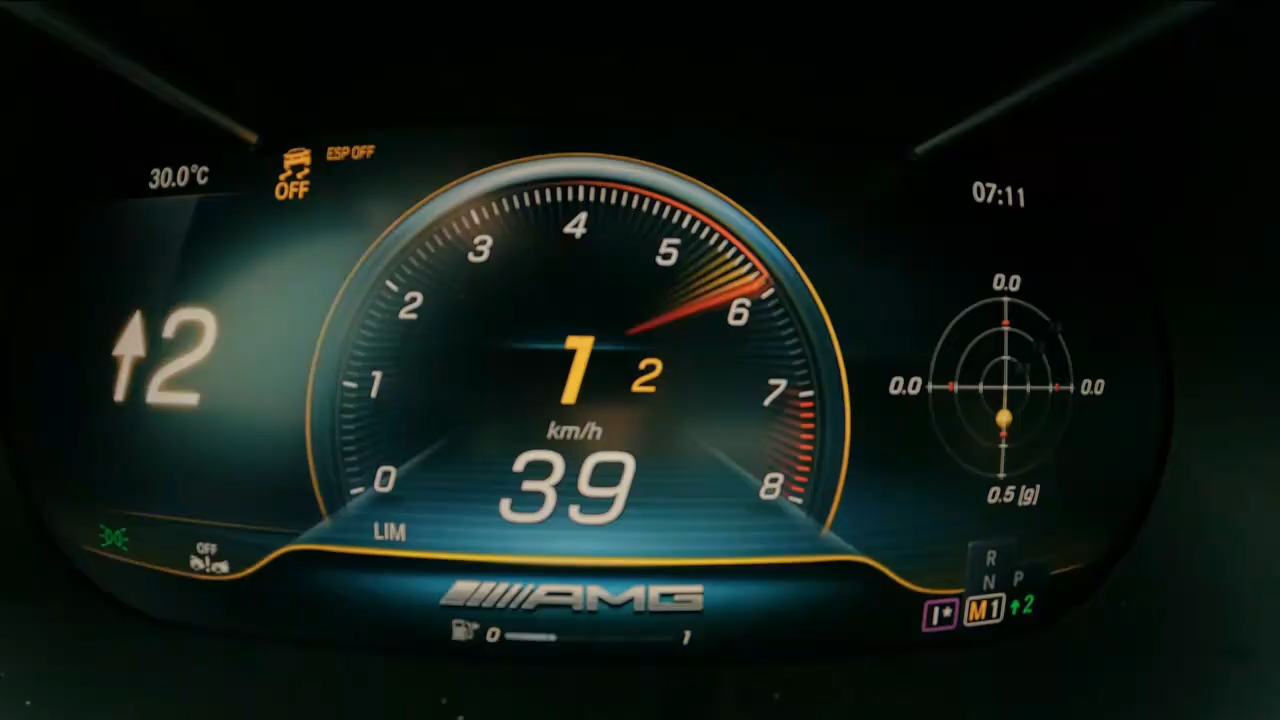 30.0°C
OFF
ESP OFF
07:11
↑2
0
1
2
3
4
5
6
7
8
1 2
km/h
39
LIM
0.0
0.0
0.0
0.5 [g]
OFF
AMG
0
1
R
N P
I* M1 ↑2